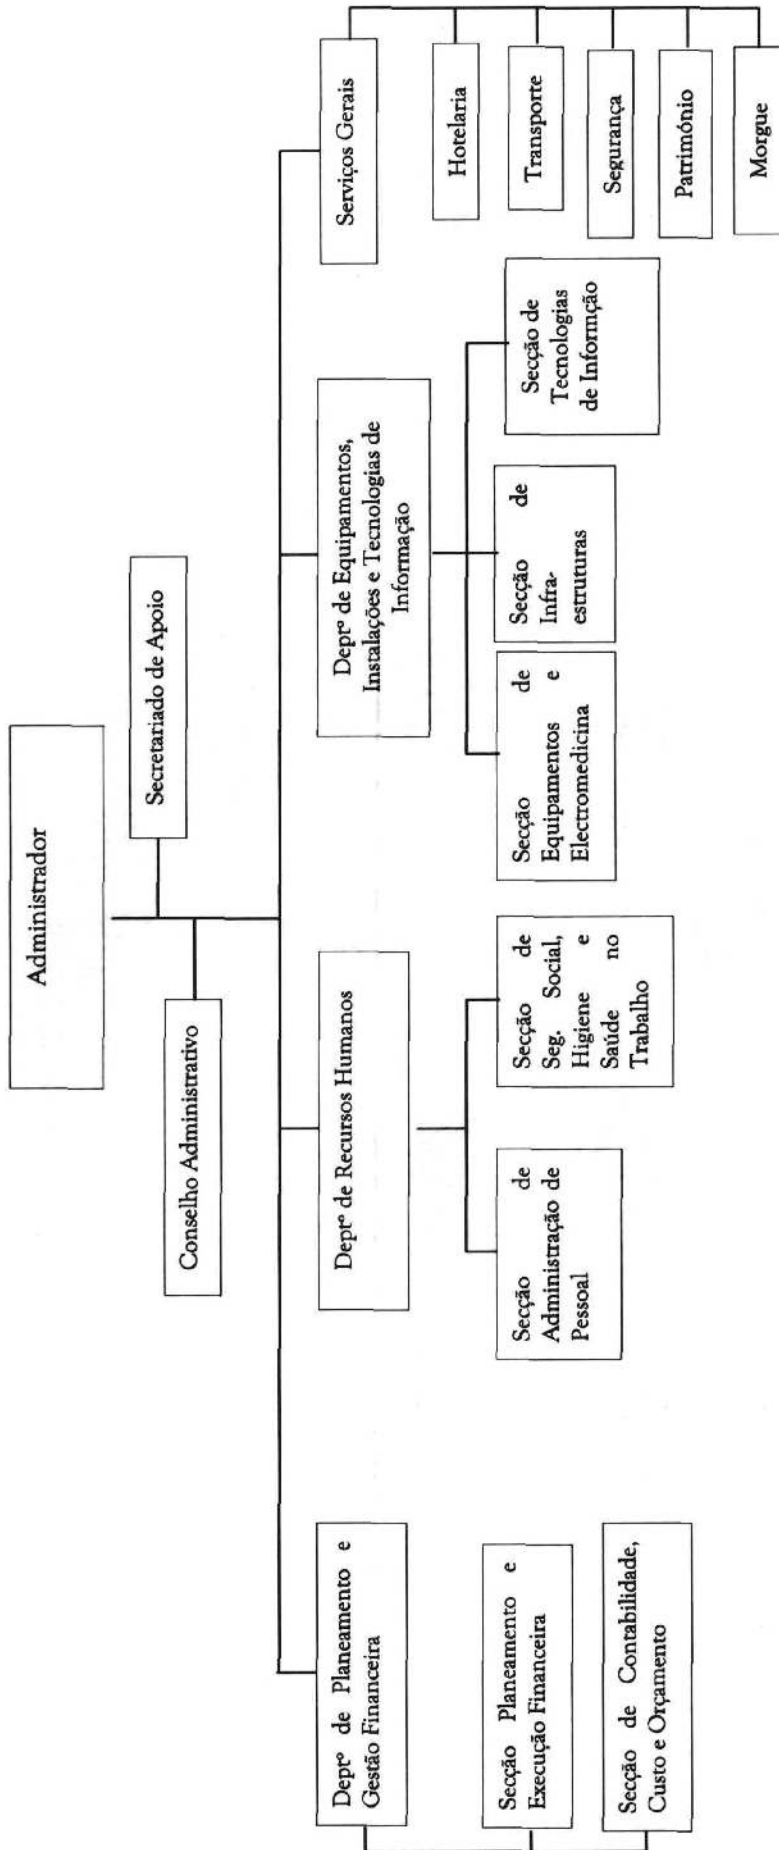 Administrador
Secretariado de Apoio
Conselho Administrativo
Deptº de Planeamento e
Gestão Financeira
Secção Planeamento e
Execução Financeira
Secção de Contabilidade,
Custo e Orçamento
Deptº de Recursos Humanos
Secção de
Administração de
Pessoal
Secção de
Seg. Social,
Higiene e
Saúde no
Trabalho
Deptº de Equipamentos,
Instalações e Tecnologias de
Informação
Secção de
Equipamentos e
Electromedicina
Secção de
Infra-
estruturas
Secção de
Tecnologias
de Informção
Serviços Gerais
Hotelaria
Transporte
Segurança
Património
Morgue